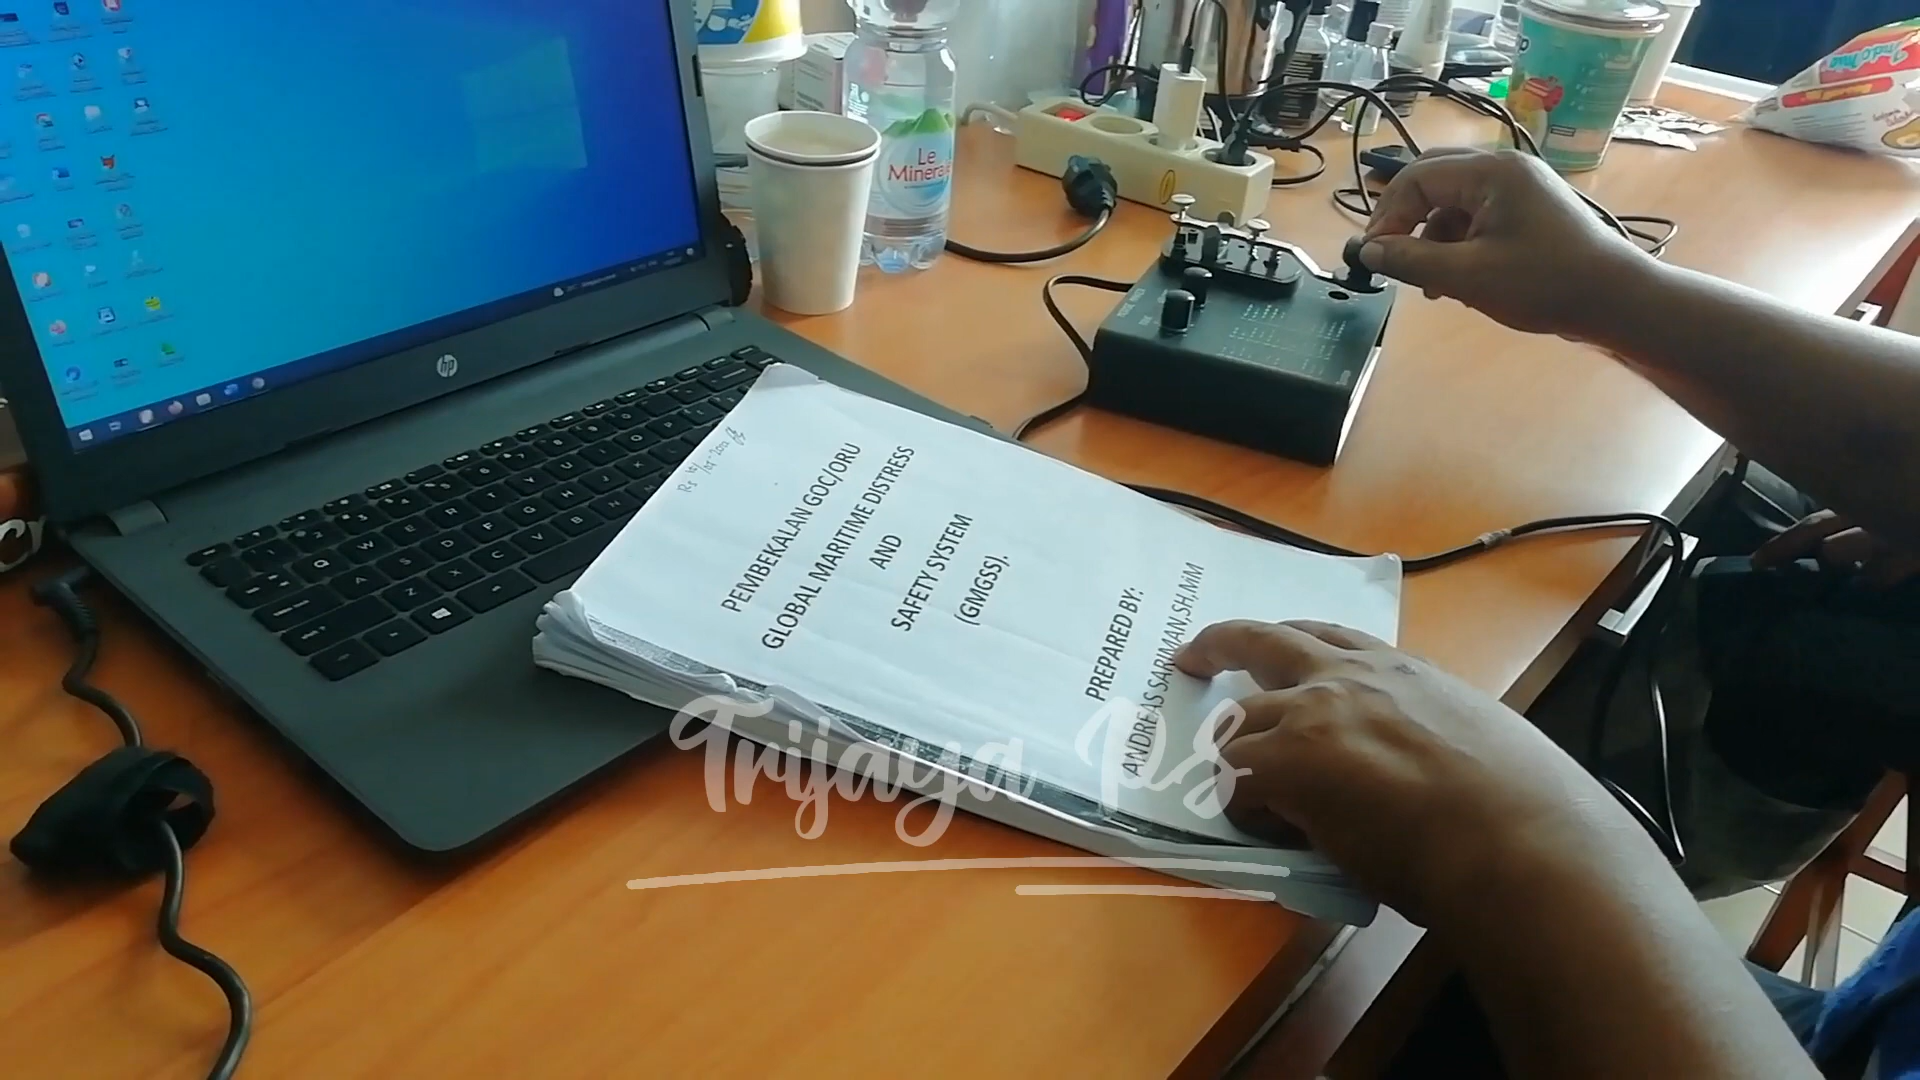 PEMBEKALAN GOC/ORU
GLOBAL MARITIME DISTRESS
AND
SAFETY SYSTEM
(GMGSS).
PREPARED BY:
ANDREAS SARIMAN,SH,MM
Trijaya PS
Le
Minerale
hp
Indomie